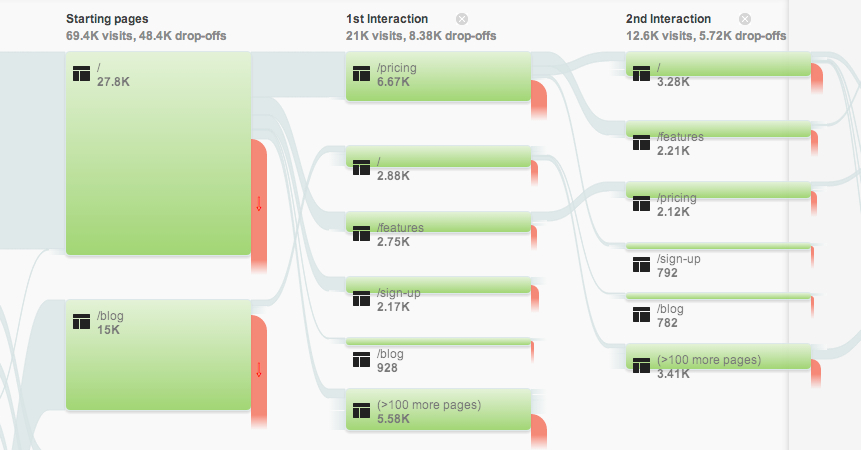 Starting pages
69.4K visits, 48.4K drop-offs
/
27.8K
/blog
15K
1st Interaction
21K visits, 8.38K drop-offs
/pricing
6.67K
/
2.88K
/features
2.75K
/sign-up
2.17K
/blog
928
(>100 more pages)
5.58K
2nd Interaction
12.6K visits, 5.72K drop-offs
/
3.28K
/features
2.21K
/pricing
2.12K
/sign-up
792
/blog
782
(>100 more pages)
3.41K